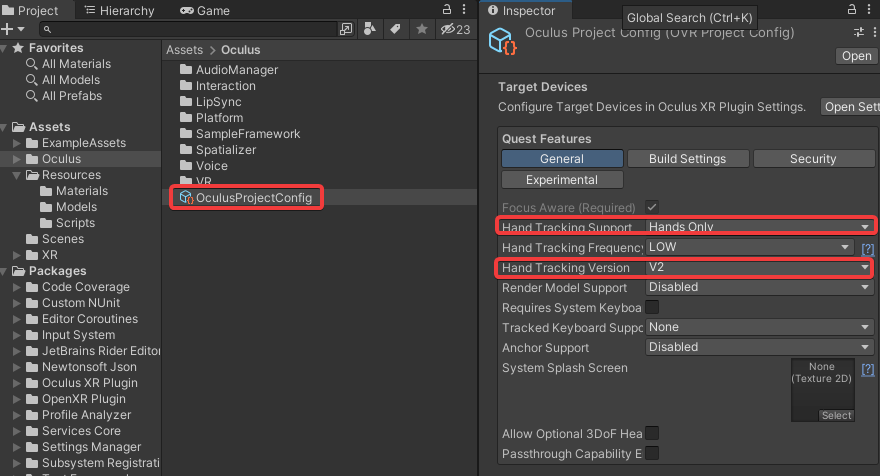 Project
Hierarchy
Game
23
Favorites
All Materials
All Models
All Prefabs
Assets
ExampleAssets
Oculus
Resources
Materials
Models
Scripts
Scenes
XR
Packages
Code Coverage
Custom NUnit
Editor Coroutines
Input System
JetBrains Rider Editor
Newtonsoft Json
Oculus XR Plugin
OpenXR Plugin
Profile Analyzer
Services Core
Settings Manager
Subsystem Registrati
Assets > Oculus
AudioManager
Interaction
LipSync
Platform
SampleFramework
Spatializer
Voice
VR
OculusProjectConfig
Inspector
Global Search (Ctrl+K)
Oculus Project Config (OVR Project Config)
Open
Target Devices
Configure Target Devices in Oculus XR Plugin Settings.
Open Sett
Quest Features
General
Build Settings
Security
Experimental
Focus Aware (Required)
Hand Tracking Support Hands Only
Hand Tracking Frequency LOW [?]
Hand Tracking Version V2
Render Model Support Disabled
Requires System Keyboa
Tracked Keyboard Suppo None
Anchor Support Disabled
System Splash Screen
None
(Texture 2D)
Select
[?]
Allow Optional 3DoF Hea
Passthrough Capability E